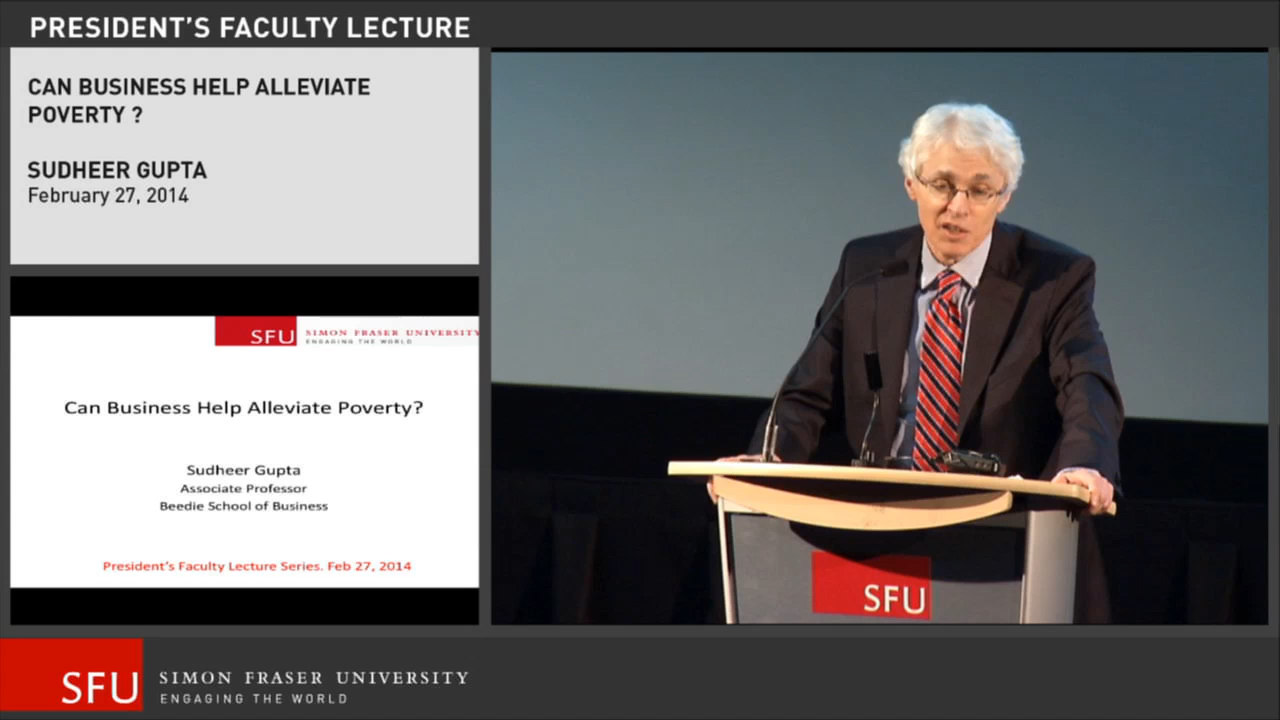 PRESIDENT'S FACULTY LECTURE
CAN BUSINESS HELP ALLEVIATE
POVERTY ?
SUDHEER GUPTA
February 27, 2014
SFU
SIMON FRASER UNIVERSITY
ENGAGING THE WORLD
Can Business Help Alleviate Poverty?
Sudheer Gupta
Associate Professor
Beedie School of Business
President's Faculty Lecture Series. Feb 27, 2014
SFU
SFU
SIMON FRASER UNIVERSITY
ENGAGING THE WORLD